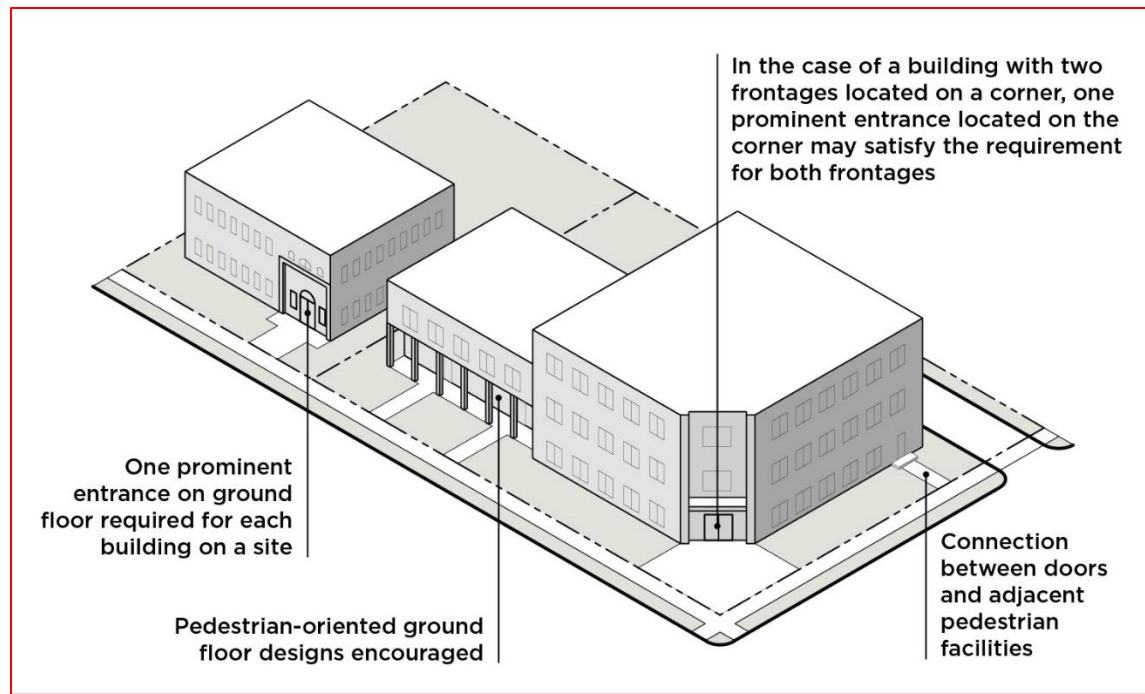 In the case of a building with two
frontages located on a corner, one
prominent entrance located on the
corner may satisfy the requirement
for both frontages
One prominent
entrance on ground
floor required for each
building on a site
Pedestrian-oriented ground
floor designs encouraged
Connection
between doors
and adjacent
pedestrian
facilities